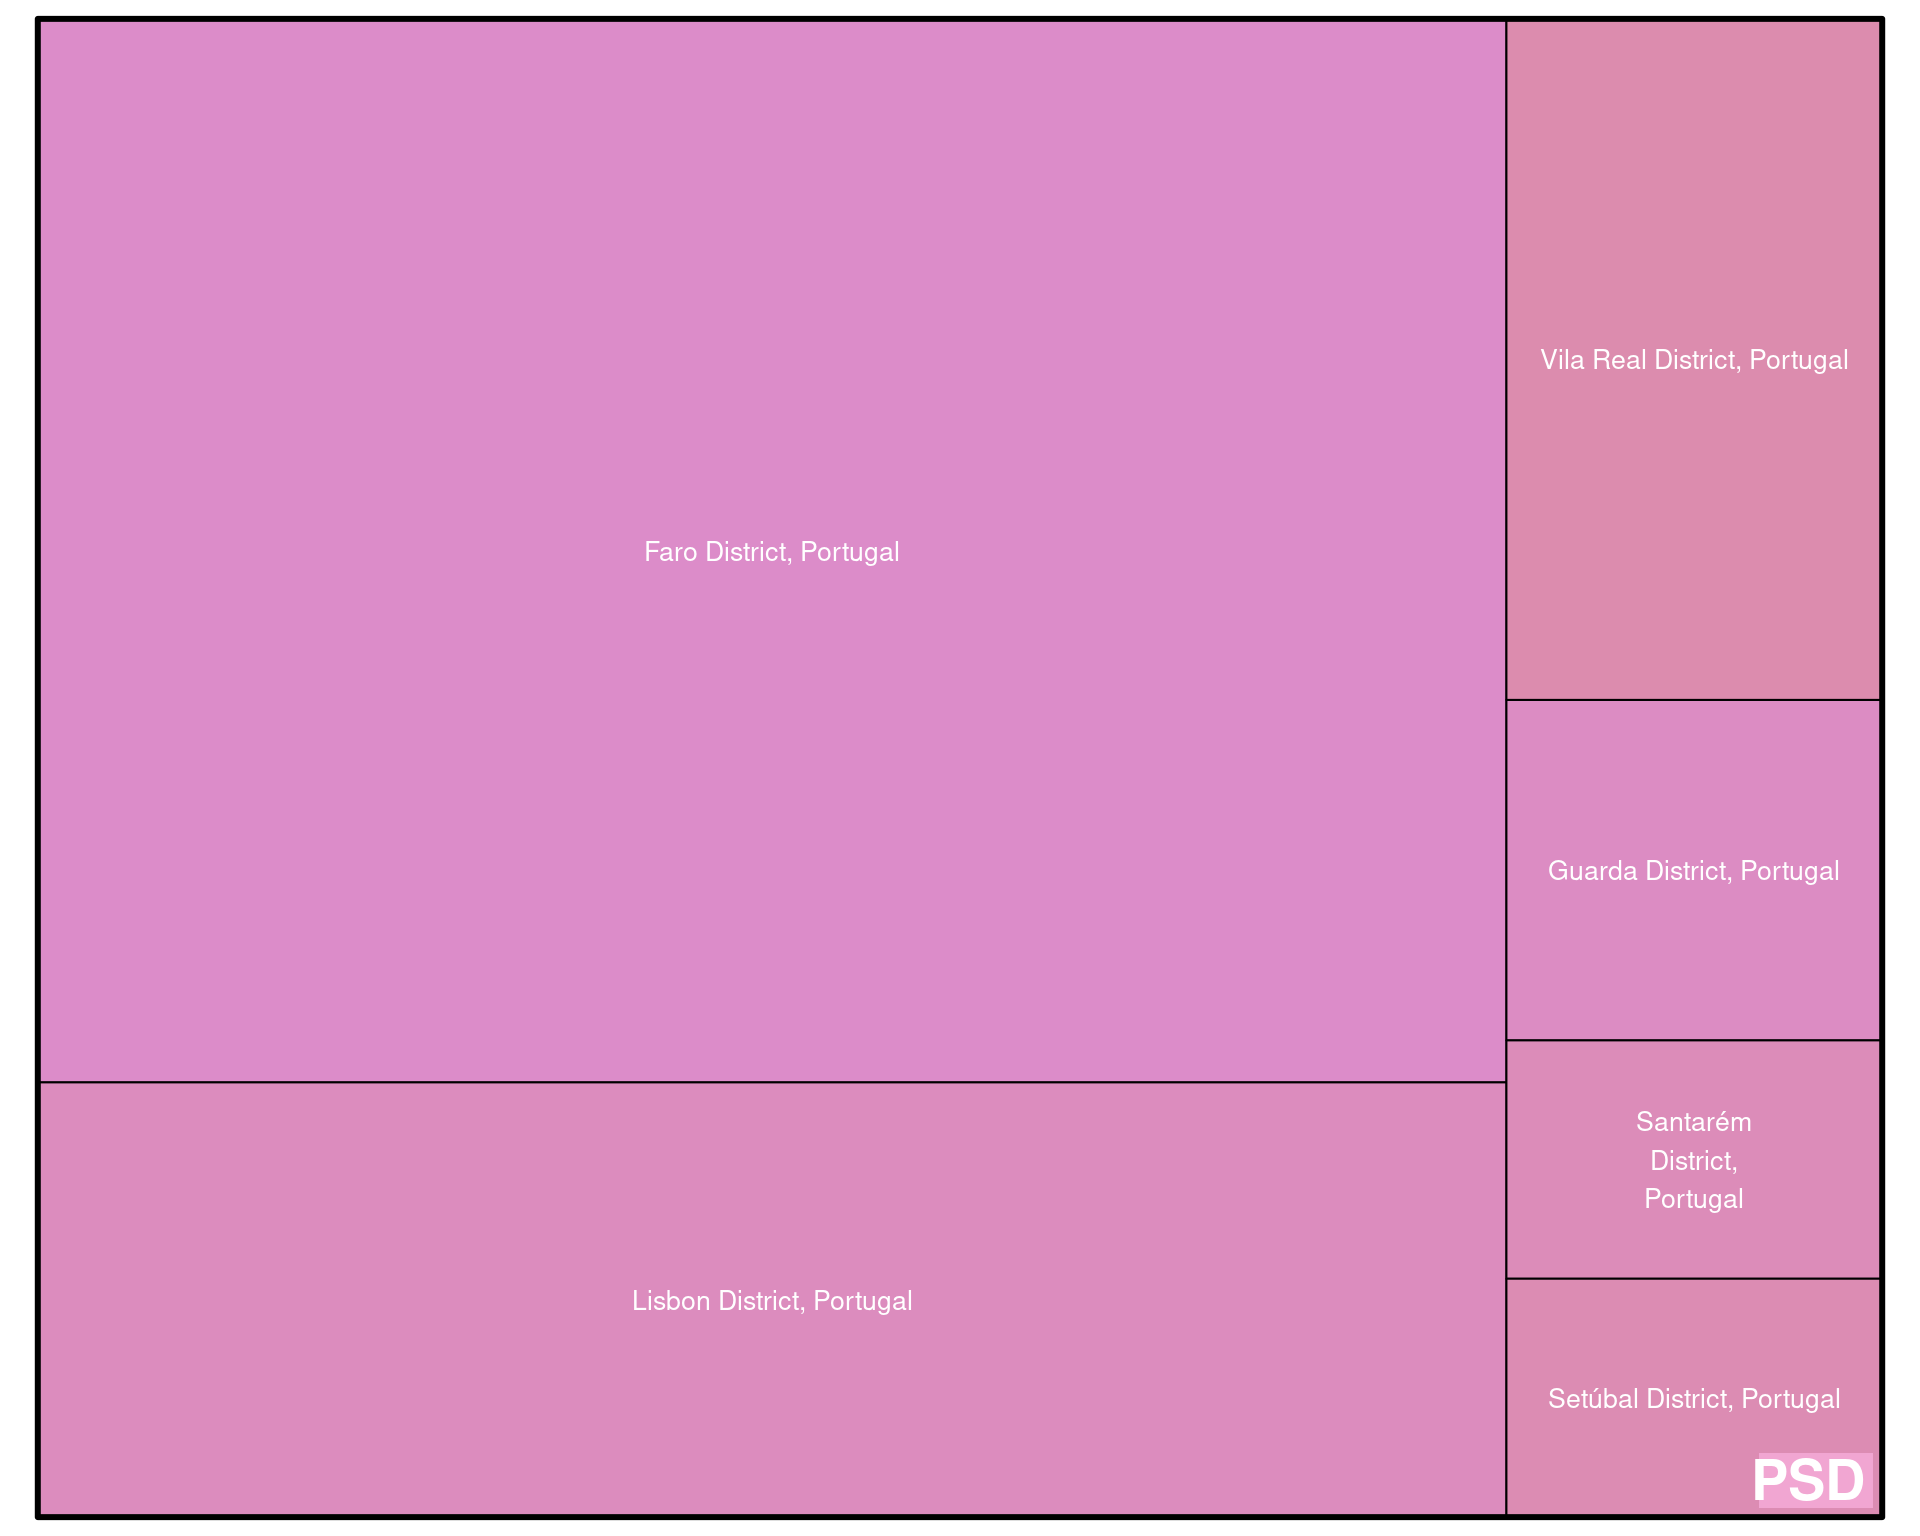 Faro District, Portugal
Lisbon District, Portugal
Vila Real District, Portugal
Guarda District, Portugal
Santarém
District,
Portugal
Setúbal District, Portugal
PSD